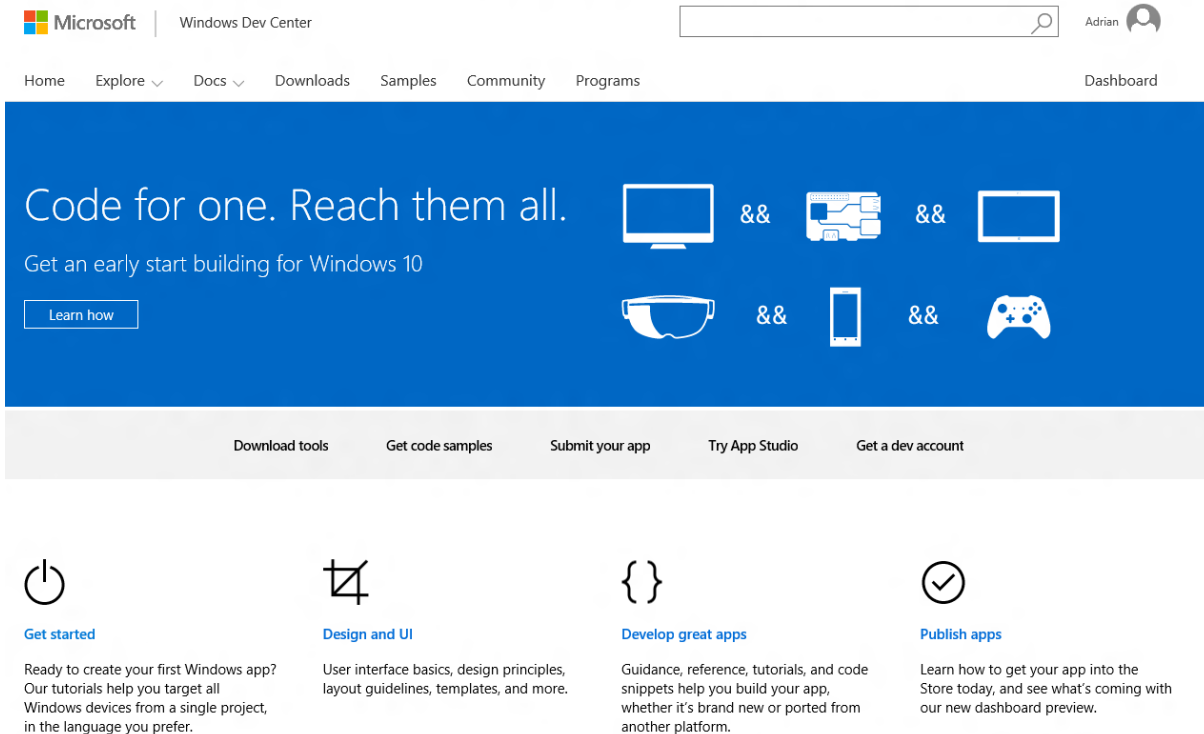 Microsoft Windows Dev Center Adrian
Home Explore Docs Downloads Samples Community Programs Dashboard
Code for one. Reach them all.
Get an early start building for Windows 10
Learn how
&& &&
&& &&
Download tools Get code samples Submit your app Try App Studio Get a dev account
{ }
Get started
Ready to create your first Windows app?
Our tutorials help you target all
Windows devices from a single project,
in the language you prefer.
Design and UI
User interface basics, design principles,
layout guidelines, templates, and more.
Develop great apps
Guidance, reference, tutorials, and code
snippets help you build your app,
whether it's brand new or ported from
another platform.
Publish apps
Learn how to get your app into the
Store today, and see what's coming with
our new dashboard preview.